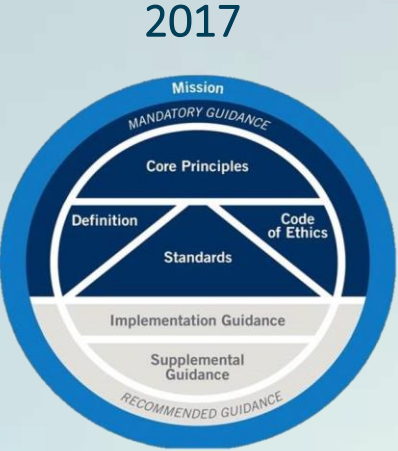 2017
Mission
MANDATORY GUIDANCE
Core Principles
Definition
Code
of Ethics
Standards
Implementation Guidance
Supplemental
Guidance
RECOMMENDED GUIDANCE